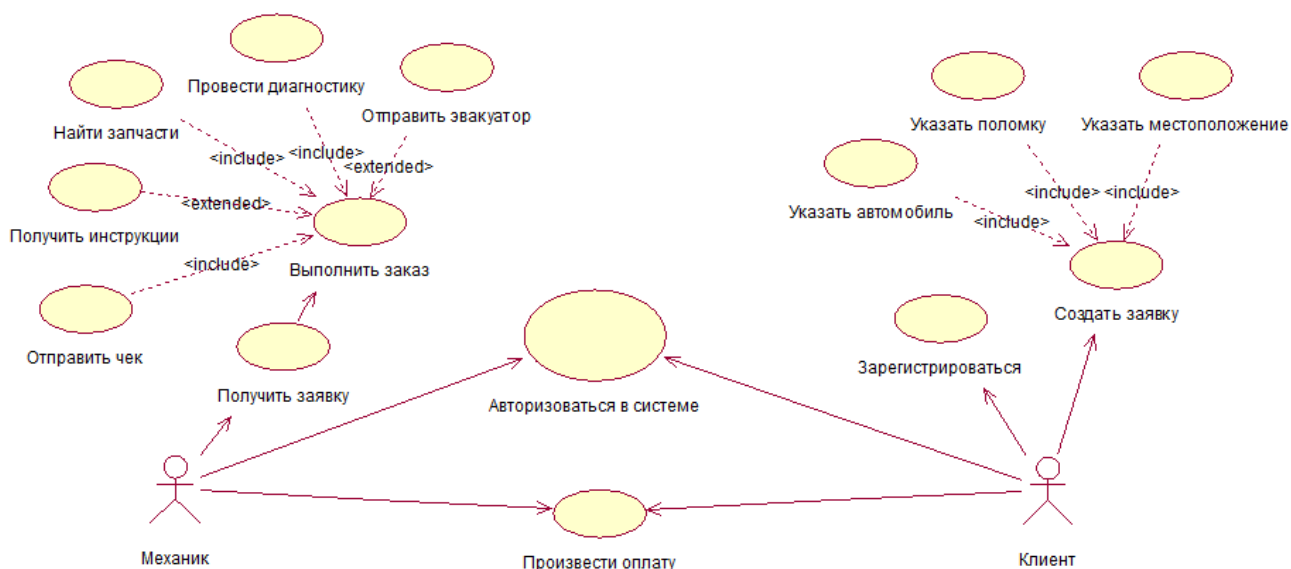 Провести диагностику
Отправить эвакуатор
Найти запчасти
<include>
<include>
<extended>
Получить инструкции
<extended>
<include>
Выполнить заказ
Отправить чек
Получить заявку
Механик
Авторизоваться в системе
Произвести оплату
Указать поломку
Указать местоположение
Указать автомобиль
<include>
<include>
<include>
Создать заявку
Зарегистрироваться
Клиент